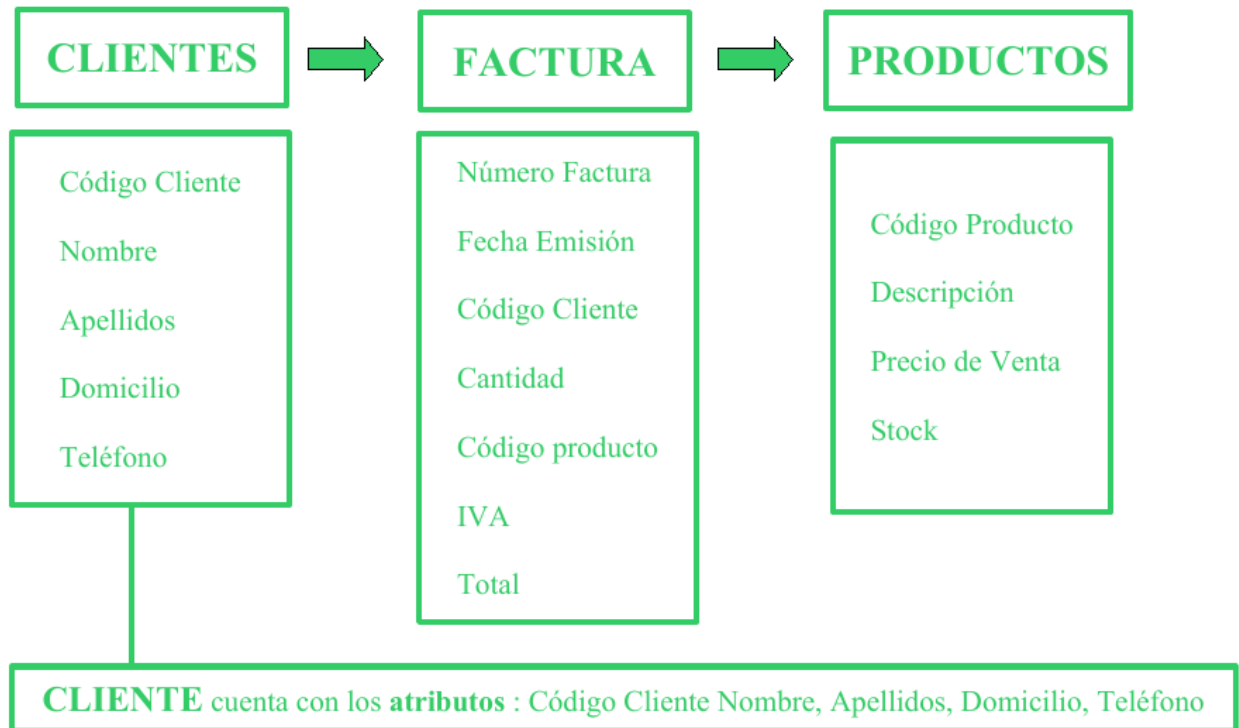 CLIENTES
FACTURA
PRODUCTOS
Código Cliente
Nombre
Apellidos
Domicilio
Teléfono
Número Factura
Fecha Emisión
Código Cliente
Cantidad
Código producto
IVA
Total
Código Producto
Descripción
Precio de Venta
Stock
CLIENTE cuenta con los atributos : Código Cliente Nombre, Apellidos, Domicilio, Teléfono